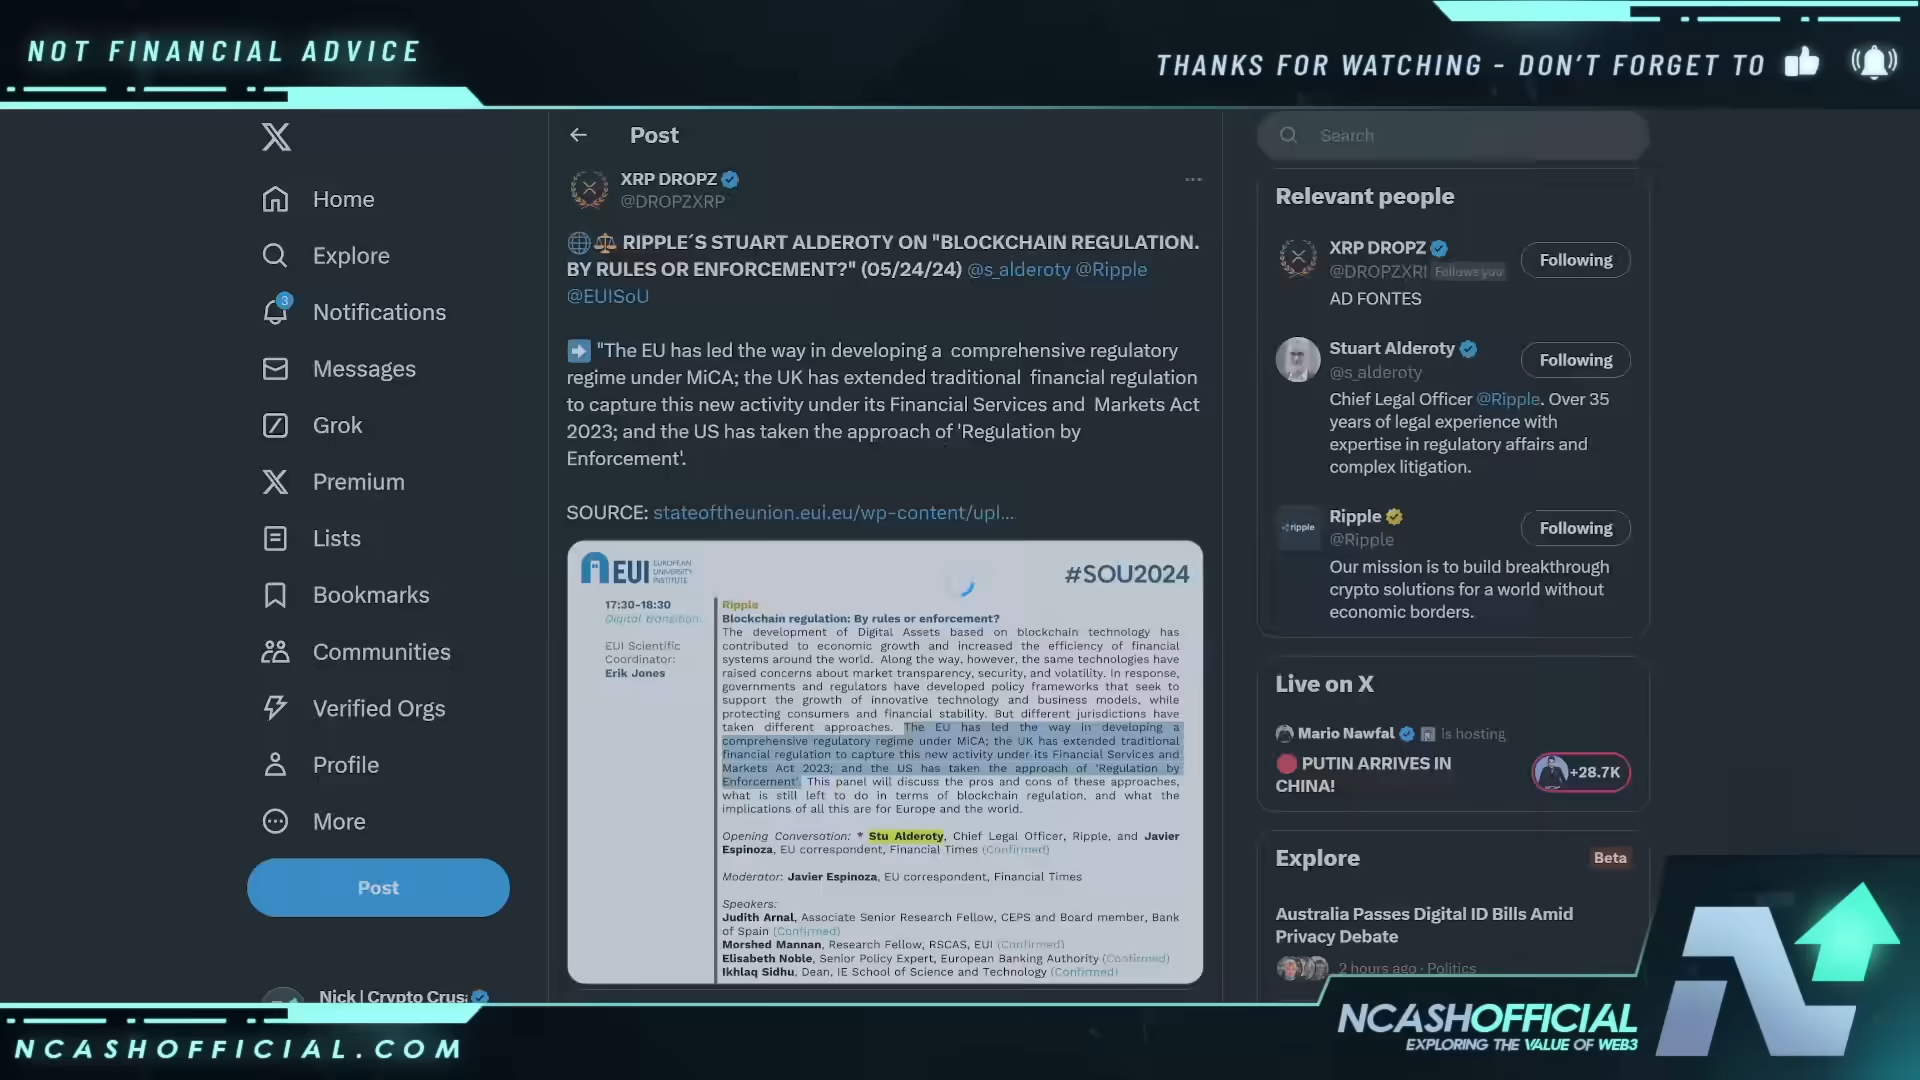 NOT FINANCIAL ADVICE
THANKS FOR WATCHING - DON'T FORGET TO
Home
Explore
3
Notifications
Messages
Grok
Premium
Lists
Bookmarks
Communities
Verified Orgs
Profile
More
Post
Nick | Crypto Crus
Post
XRP DROPZ
@DROPZXRP
RIPPLE´S STUART ALDEROTY ON "BLOCKCHAIN REGULATION.
BY RULES OR ENFORCEMENT?" (05/24/24) @s_alderoty @Ripple
@EUISoU
"The EU has led the way in developing a comprehensive regulatory
regime under MiCA; the UK has extended traditional financial regulation
to capture this new activity under its Financial Services and Markets Act
2023; and the US has taken the approach of 'Regulation by
Enforcement'.
SOURCE: stateoftheunion.eui.eu/wp-content/upl...
EUI
EUROPEAN
UNIVERSITY
INSTITUTE
#SOU2024
17:30-18:30
Digital transition
EUI Scientific
Coordinator:
Erik Jones
Ripple
Blockchain regulation: By rules or enforcement?
The development of Digital Assets based on blockchain technology has
contributed to economic growth and increased the efficiency of financial
systems around the world. Along the way, however, the same technologies have
raised concerns about market transparency, security, and volatility. In response,
governments and regulators have developed policy frameworks that seek to
support the growth of innovative technology and business models, while
protecting consumers and financial stability. But different jurisdictions have
taken different approaches. The EU has led the way in developing a
comprehensive regulatory regime under MiCA; the UK has extended traditional
financial regulation to capture this new activity under its Financial Services and
Markets Act 2023; and the US has taken the approach of 'Regulation by
Enforcement'. This panel will discuss the pros and cons of these approaches,
what is still left to do in terms of blockchain regulation, and what the
implications of all this are for Europe and the world.
Opening Conversation: * Stu Alderoty, Chief Legal Officer, Ripple, and Javier
Espinoza, EU correspondent, Financial Times (Confirmed)
Moderator: Javier Espinoza, EU correspondent, Financial Times
Speakers:
Judith Arnal, Associate Senior Research Fellow, CEPS and Board member, Bank
of Spain (Confirmed)
Morshed Mannan, Research Fellow, RSCAS, EUI (Confirmed)
Elisabeth Noble, Senior Policy Expert, European Banking Authority (Confirmed)
Ikhlaq Sidhu, Dean, IE School of Science and Technology (Confirmed)
Search
Relevant people
XRP DROPZ
@DROPZXRI Follows you
Following
AD FONTES
Stuart Alderoty
@s_alderoty
Following
Chief Legal Officer @Ripple. Over 35
years of legal experience with
expertise in regulatory affairs and
complex litigation.
ripple
Ripple
@Ripple
Following
Our mission is to build breakthrough
crypto solutions for a world without
economic borders.
Live on X
Mario Nawfal is hosting
PUTIN ARRIVES IN
CHINA!
+28.7K
Explore
Beta
Australia Passes Digital ID Bills Amid
Privacy Debate
2 hours ago · Politics
NCASHOFFICIAL.COM
NCASHOFFICIAL
EXPLORING THE VALUE OF WEB3